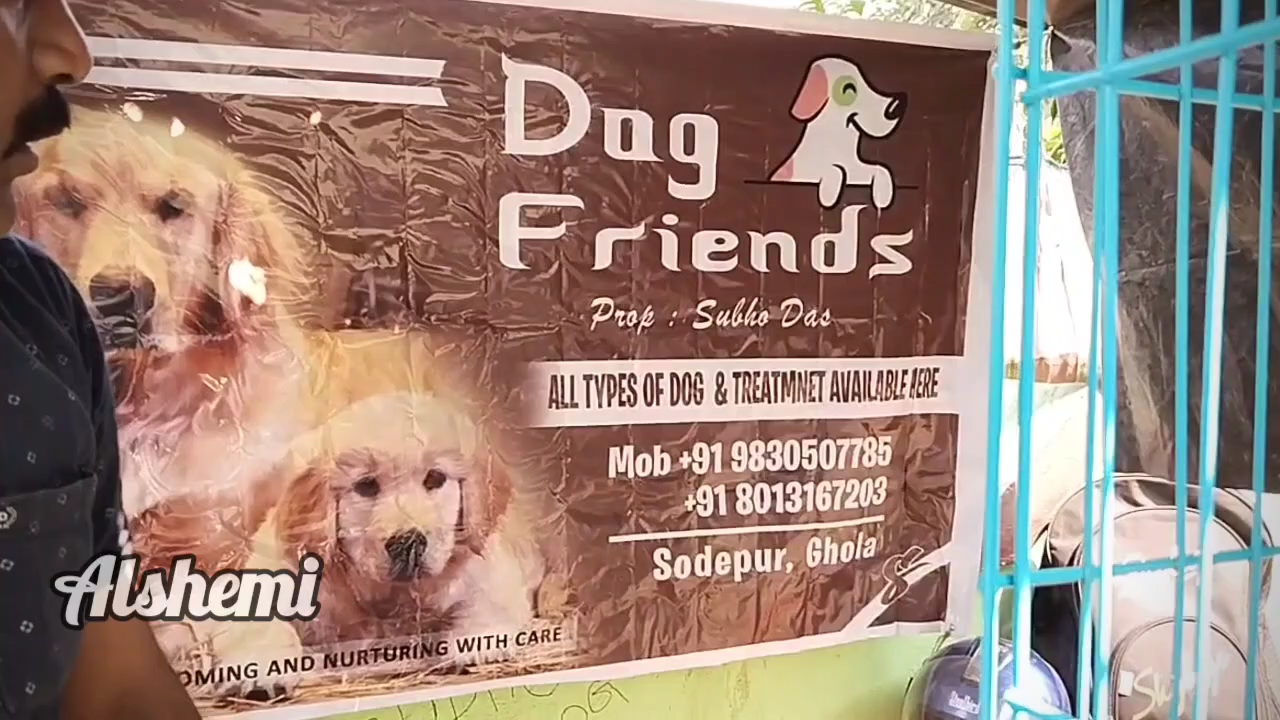 Dog
Friends
Prop : Subho Das
ALL TYPES OF DOG & TREATMNET AVAILABLE HERE
Mob +91 9830507785
+91 8013167203
Sodepur, Ghola
OMING AND NURTURING WITH CARE
Alshemi